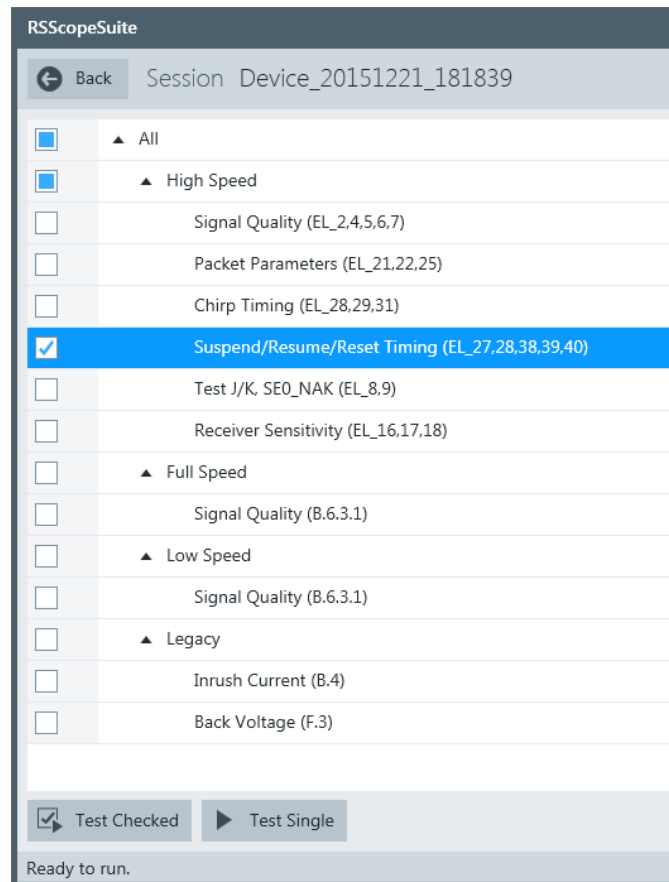 RSScopeSuite
Back Session Device_20151221_181839
All
High Speed
Signal Quality (EL_2,4,5,6,7)
Packet Parameters (EL_21,22,25)
Chirp Timing (EL_28,29,31)
Suspend/Resume/Reset Timing (EL_27,28,38,39,40)
Test J/K, SE0_NAK (EL_8,9)
Receiver Sensitivity (EL_16,17,18)
Full Speed
Signal Quality (B.6.3.1)
Low Speed
Signal Quality (B.6.3.1)
Legacy
Inrush Current (B.4)
Back Voltage (F.3)
Test Checked Test Single
Ready to run.